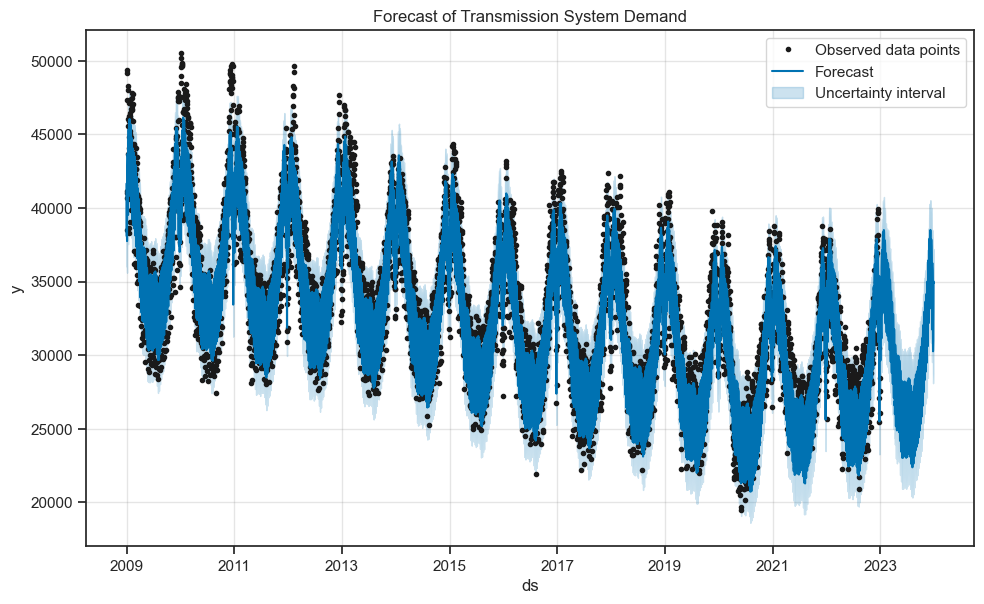 Forecast of Transmission System Demand
Observed data points
Forecast
Uncertainty interval
y
50000
45000
40000
35000
30000
25000
20000
2009
2011
2013
2015
2017
2019
2021
2023
ds